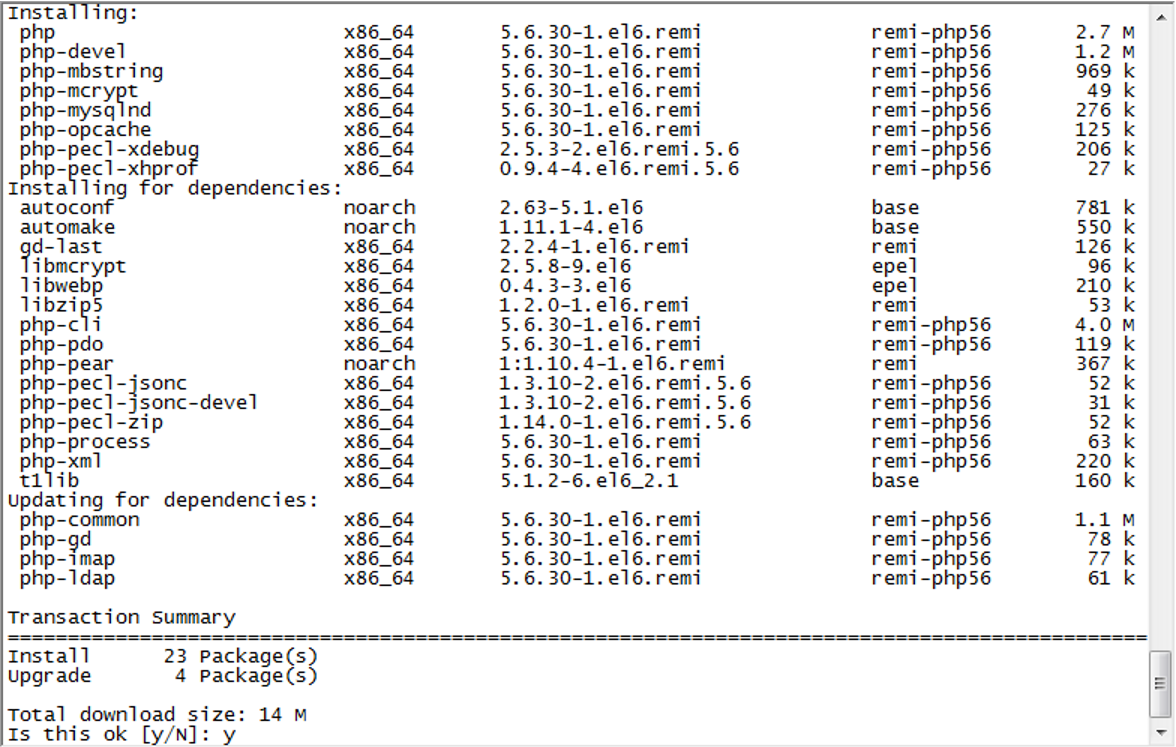 Installing:
 php                        x86_64       5.6.30-1.el6.remi              remi-php56       2.7 M
 php-devel                  x86_64       5.6.30-1.el6.remi              remi-php56       1.2 M
 php-mbstring               x86_64       5.6.30-1.el6.remi              remi-php56       969 k
 php-mcrypt                 x86_64       5.6.30-1.el6.remi              remi-php56        49 k
 php-mysqlnd                x86_64       5.6.30-1.el6.remi              remi-php56       276 k
 php-opcache                x86_64       5.6.30-1.el6.remi              remi-php56       125 k
 php-pecl-xdebug            x86_64       2.5.3-2.el6.remi.5.6           remi-php56       206 k
 php-pecl-xhprof            x86_64       0.9.4-4.el6.remi.5.6           remi-php56        27 k
Installing for dependencies:
 autoconf                   noarch       2.63-5.1.el6                   base             781 k
 automake                   noarch       1.11.1-4.el6                   base             550 k
 gd-last                    x86_64       2.2.4-1.el6.remi               remi             126 k
 libmcrypt                  x86_64       2.5.8-9.el6                    epel              96 k
 libwebp                    x86_64       0.4.3-3.el6                    epel             210 k
 libzip5                    x86_64       1.2.0-1.el6.remi               remi              53 k
 php-cli                    x86_64       5.6.30-1.el6.remi              remi-php56       4.0 M
 php-pdo                    x86_64       5.6.30-1.el6.remi              remi-php56       119 k
 php-pear                   noarch       1:1.10.4-1.el6.remi            remi             367 k
 php-pecl-jsonc             x86_64       1.3.10-2.el6.remi.5.6          remi-php56        52 k
 php-pecl-jsonc-devel       x86_64       1.3.10-2.el6.remi.5.6          remi-php56        31 k
 php-pecl-zip               x86_64       1.14.0-1.el6.remi.5.6          remi-php56        52 k
 php-process                x86_64       5.6.30-1.el6.remi              remi-php56        63 k
 php-xml                    x86_64       5.6.30-1.el6.remi              remi-php56       220 k
 t1lib                      x86_64       5.1.2-6.el6_2.1                base             160 k
Updating for dependencies:
 php-common                 x86_64       5.6.30-1.el6.remi              remi-php56       1.1 M
 php-gd                     x86_64       5.6.30-1.el6.remi              remi-php56        78 k
 php-imap                   x86_64       5.6.30-1.el6.remi              remi-php56        77 k
 php-ldap                   x86_64       5.6.30-1.el6.remi              remi-php56        61 k
Transaction Summary
===============================================================================================
Install      23 Package(s)
Upgrade       4 Package(s)
Total download size: 14 M
Is this ok [y/N]: y